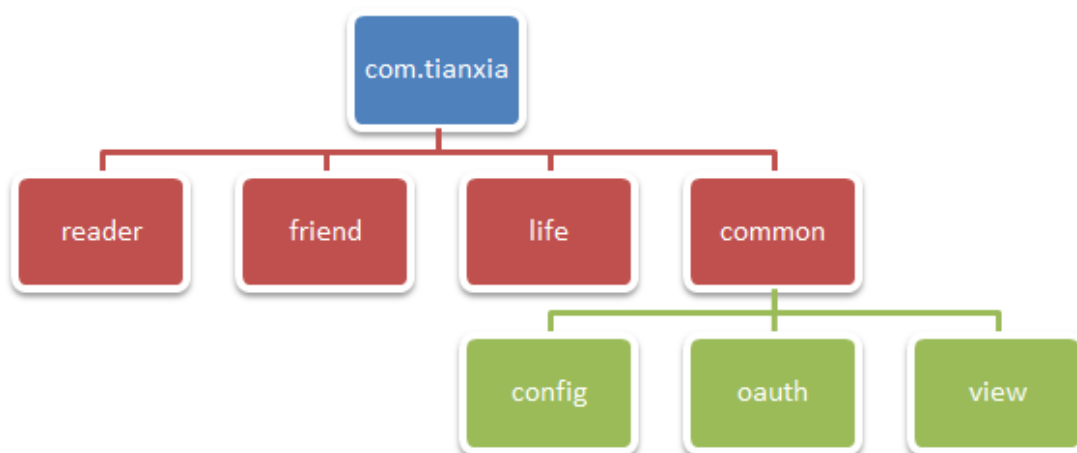 com.tianxia
reader
friend
life
common
config
oauth
view